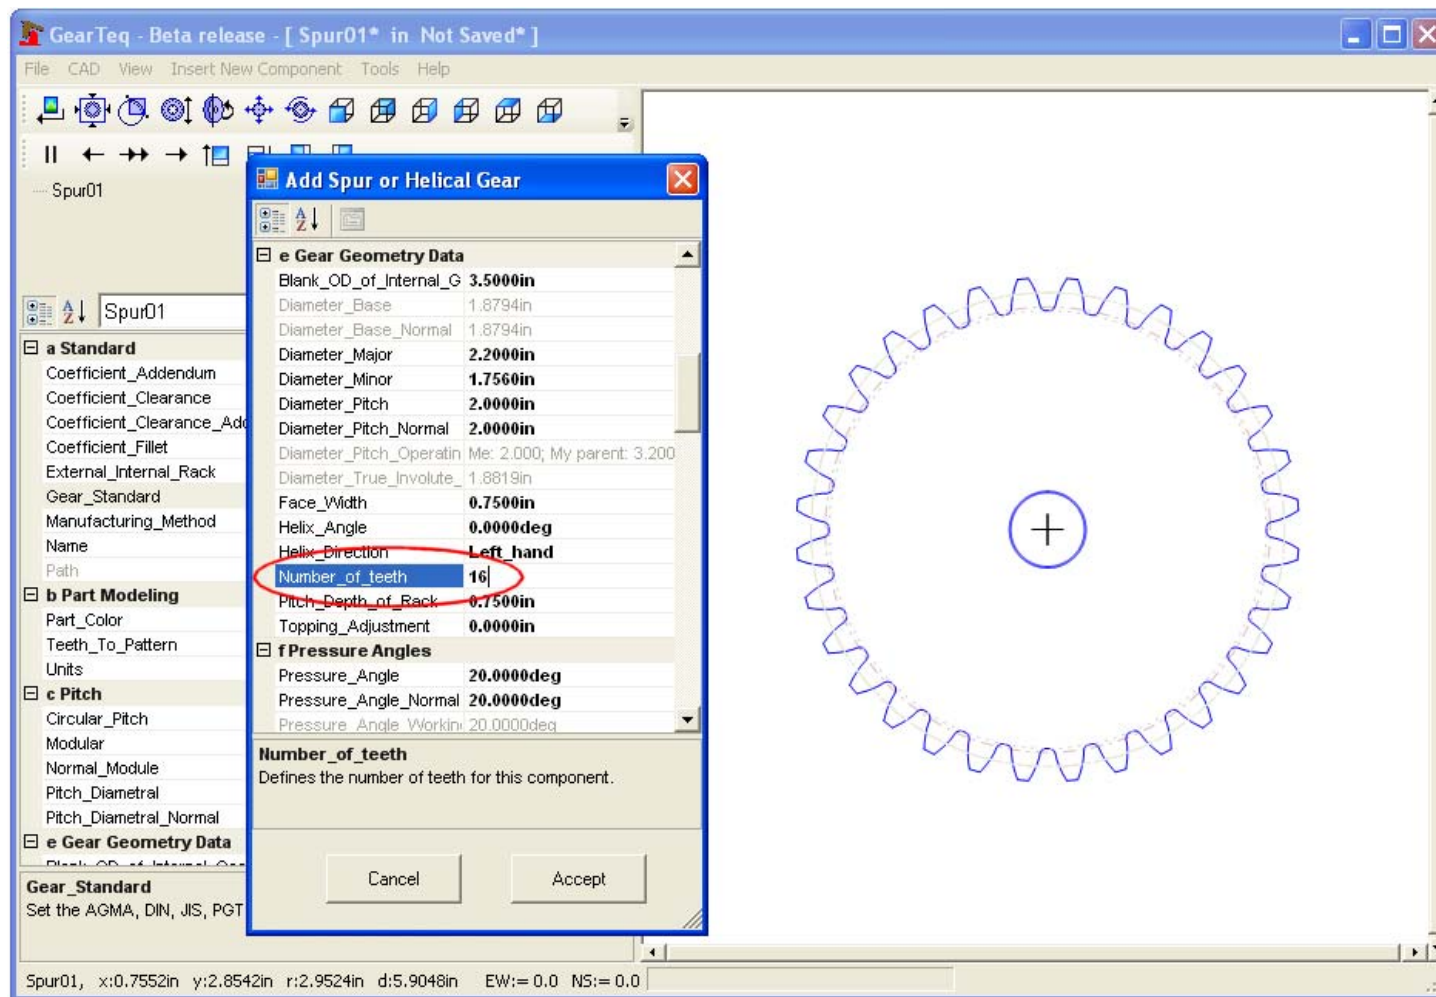 GearTeq - Beta release - [ Spur01* in Not Saved* ]
File CAD View Insert New Component Tools Help
Spur01
Spur01
a Standard
Coefficient_Addendum
Coefficient_Clearance
Coefficient_Clearance_Add
Coefficient_Fillet
External_Internal_Rack
Gear_Standard
Manufacturing_Method
Name
Path
b Part Modeling
Part_Color
Teeth_To_Pattern
Units
c Pitch
Circular_Pitch
Modular
Normal_Module
Pitch_Diametral
Pitch_Diametral_Normal
e Gear Geometry Data
Gear_Standard
Set the AGMA, DIN, JIS, PGT
Add Spur or Helical Gear
e Gear Geometry Data
Blank_OD_of_Internal_G 3.5000in
Diameter_Base 1.8794in
Diameter_Base_Normal 1.8794in
Diameter_Major 2.2000in
Diameter_Minor 1.7560in
Diameter_Pitch 2.0000in
Diameter_Pitch_Normal 2.0000in
Diameter_Pitch_Operatin Me: 2.000; My parent: 3.200
Diameter_True_Involute_ 1.8819in
Face_Width 0.7500in
Helix_Angle 0.0000deg
Helix_Direction Left_hand
Number_of_teeth 16
Pitch_Depth_of_Rack 0.7500in
Topping_Adjustment 0.0000in
f Pressure Angles
Pressure_Angle 20.0000deg
Pressure_Angle_Normal 20.0000deg
Pressure_Angle_Workin 20.0000deg
Number_of_teeth
Defines the number of teeth for this component.
Cancel Accept
Spur01, x:0.7552in y:2.8542in r:2.9524in d:5.9048in EW:= 0.0 NS:= 0.0